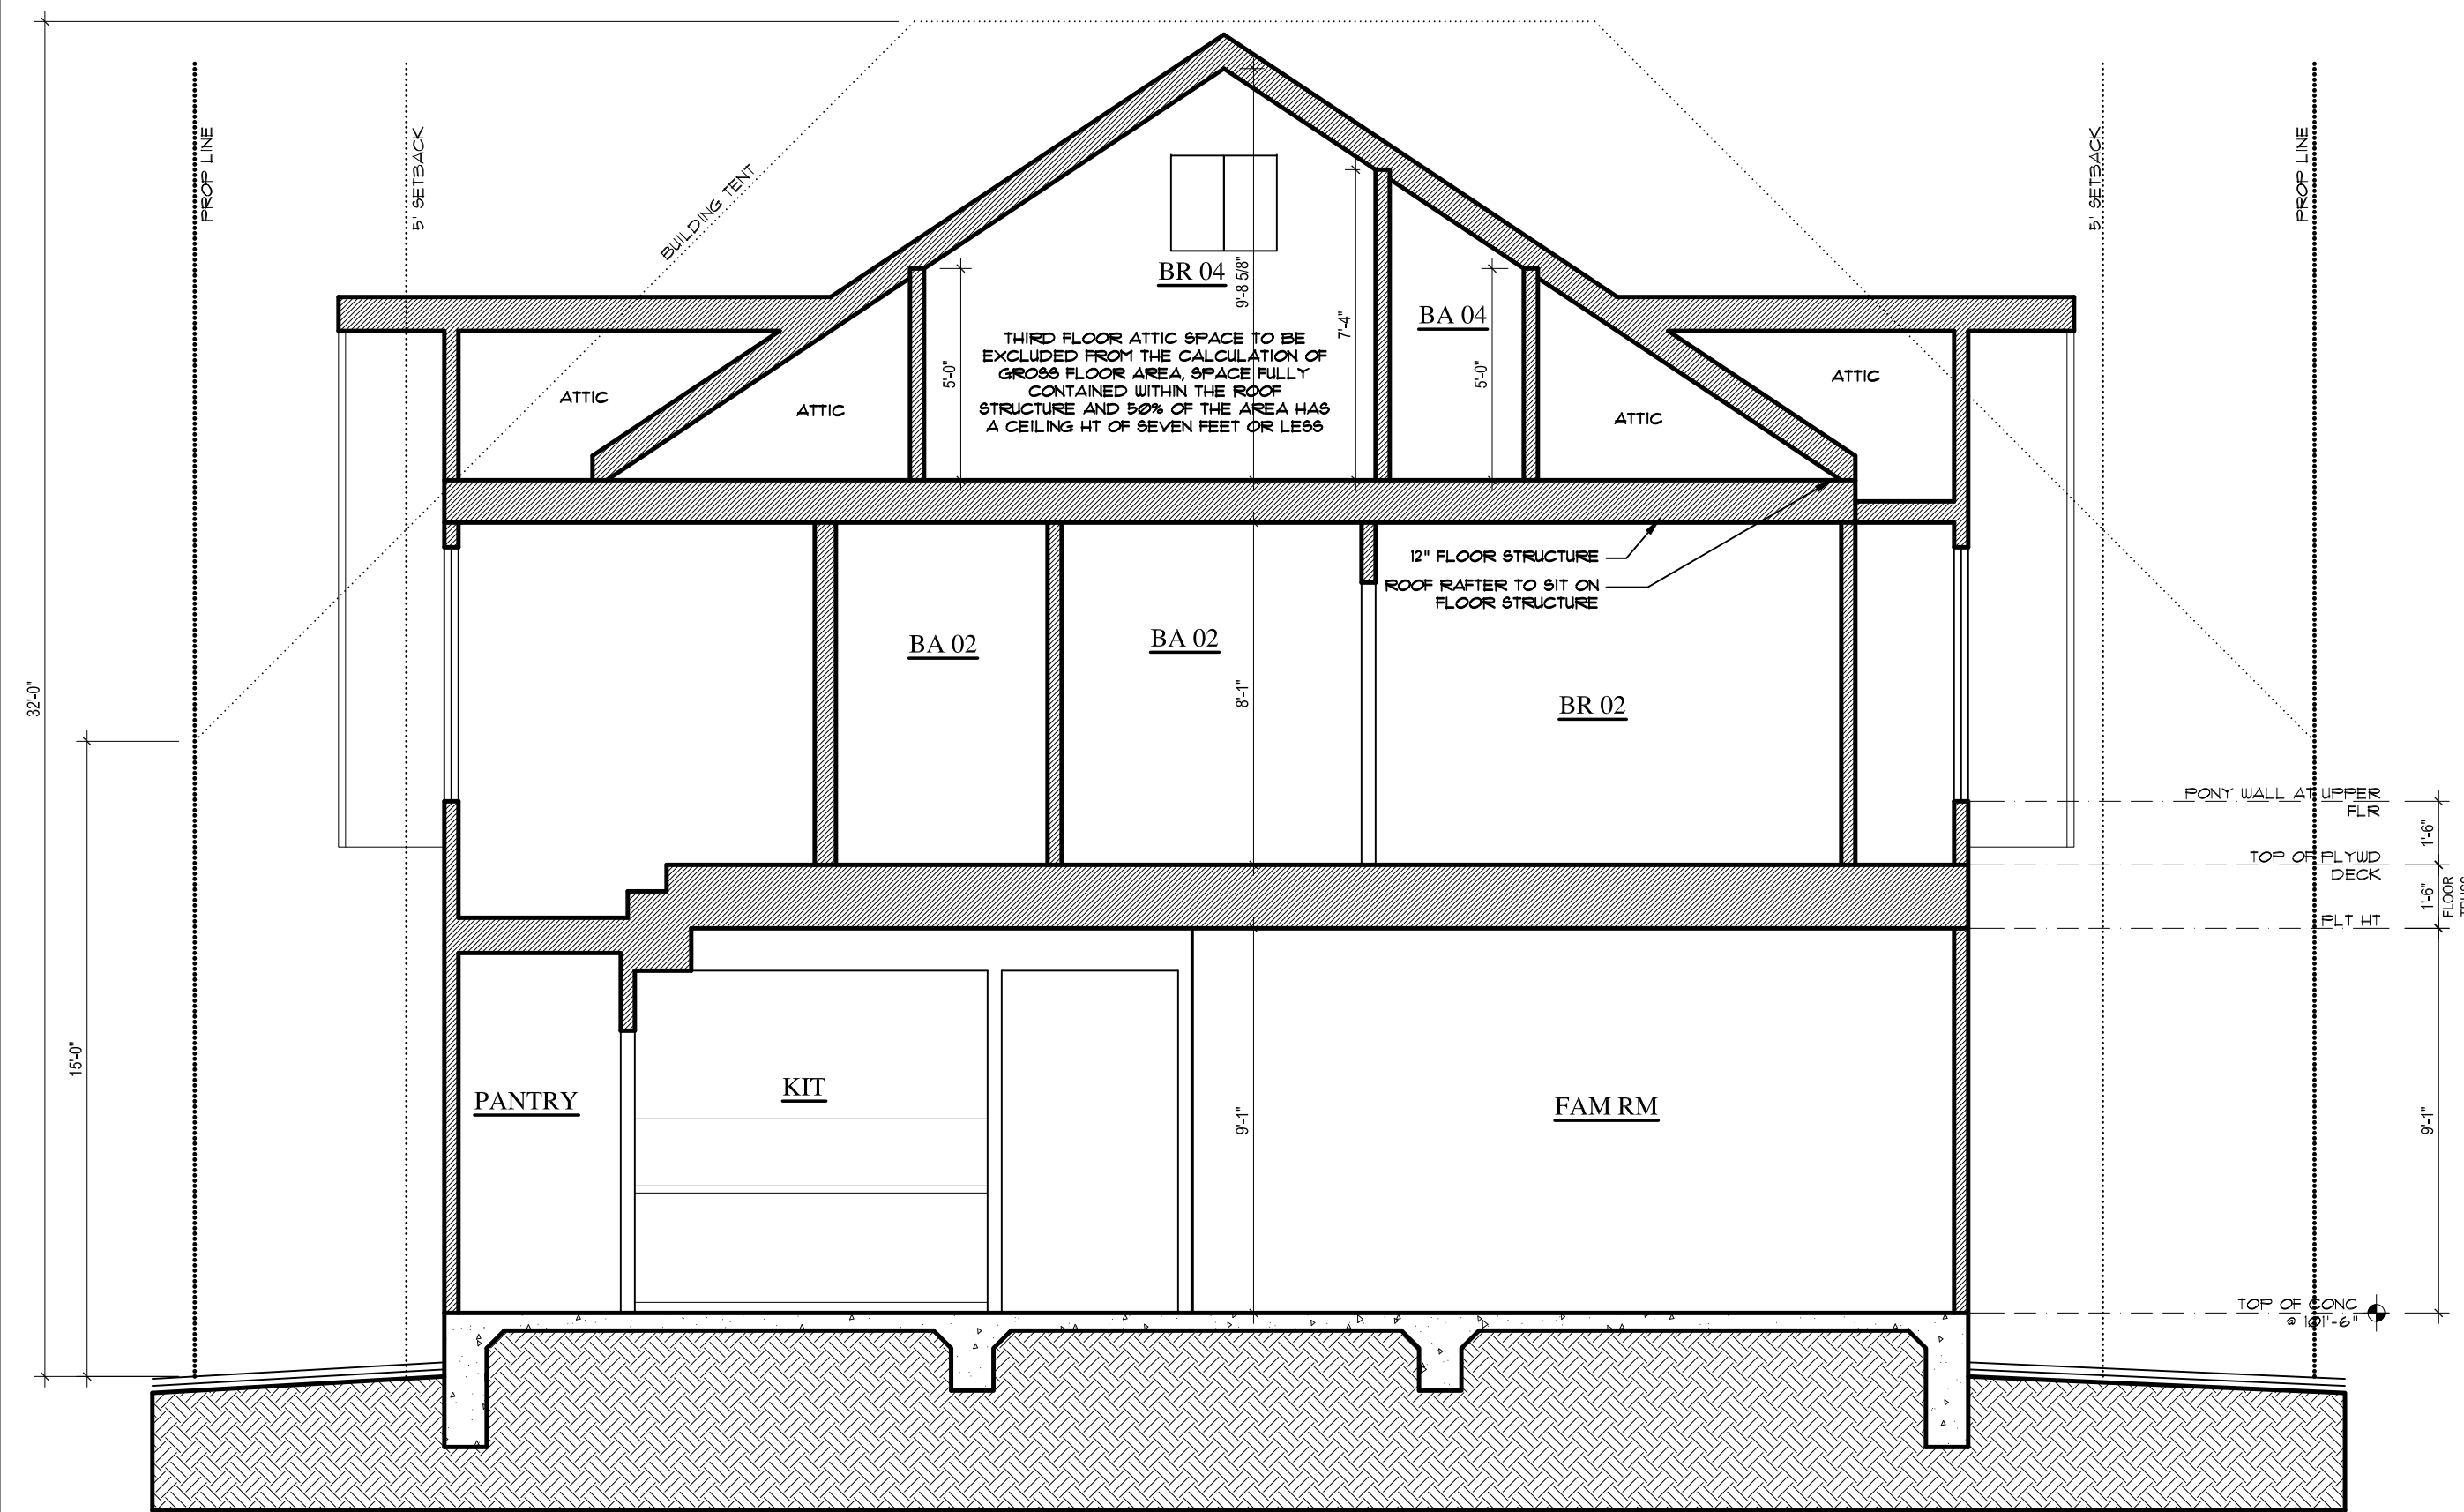 PROP LINE
5' SETBACK
BUILDING TENT
5' SETBACK
PROP LINE
32'-0"
15'-0"
BR 04
9'-8 5/8"
7'-4"
BA 04
5'-0"
5'-0"
THIRD FLOOR ATTIC SPACE TO BE
EXCLUDED FROM THE CALCULATION OF
GROSS FLOOR AREA, SPACE FULLY
CONTAINED WITHIN THE ROOF
STRUCTURE AND 50% OF THE AREA HAS
A CEILING HT OF SEVEN FEET OR LESS
ATTIC
ATTIC
ATTIC
ATTIC
12" FLOOR STRUCTURE
ROOF RAFTER TO SIT ON
FLOOR STRUCTURE
BA 02
BA 02
8'-1"
BR 02
PONY WALL AT UPPER
FLR
1'-6"
TOP OF PLYWD
DECK
1'-6"
FLOOR
PLT HT
PANTRY
KIT
9'-1"
FAM RM
9'-1"
TOP OF CONC
@ 101'-6"